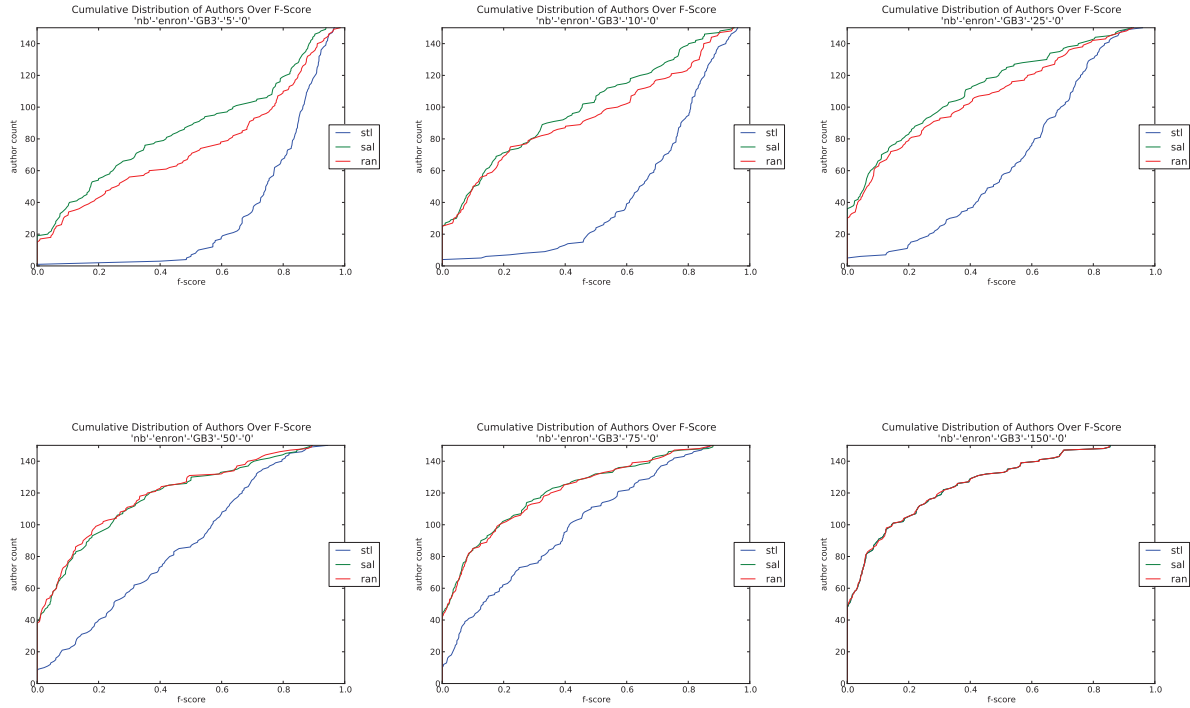 Cumulative Distribution of Authors Over F-Score
'nb'-'enron'-'GB3'-'5'-'0'
140
120
100
80
60
40
20
0
0.0 0.2 0.4 0.6 0.8 1.0
author count
f-score
stl
sal
ran
Cumulative Distribution of Authors Over F-Score
'nb'-'enron'-'GB3'-'10'-'0'
140
120
100
80
60
40
20
0
0.0 0.2 0.4 0.6 0.8 1.0
author count
f-score
stl
sal
ran
Cumulative Distribution of Authors Over F-Score
'nb'-'enron'-'GB3'-'25'-'0'
140
120
100
80
60
40
20
0
0.0 0.2 0.4 0.6 0.8 1.0
author count
f-score
stl
sal
ran
Cumulative Distribution of Authors Over F-Score
'nb'-'enron'-'GB3'-'50'-'0'
140
120
100
80
60
40
20
0
0.0 0.2 0.4 0.6 0.8 1.0
author count
f-score
stl
sal
ran
Cumulative Distribution of Authors Over F-Score
'nb'-'enron'-'GB3'-'75'-'0'
140
120
100
80
60
40
20
0
0.0 0.2 0.4 0.6 0.8 1.0
author count
f-score
stl
sal
ran
Cumulative Distribution of Authors Over F-Score
'nb'-'enron'-'GB3'-'150'-'0'
140
120
100
80
60
40
20
0
0.0 0.2 0.4 0.6 0.8 1.0
author count
f-score
stl
sal
ran